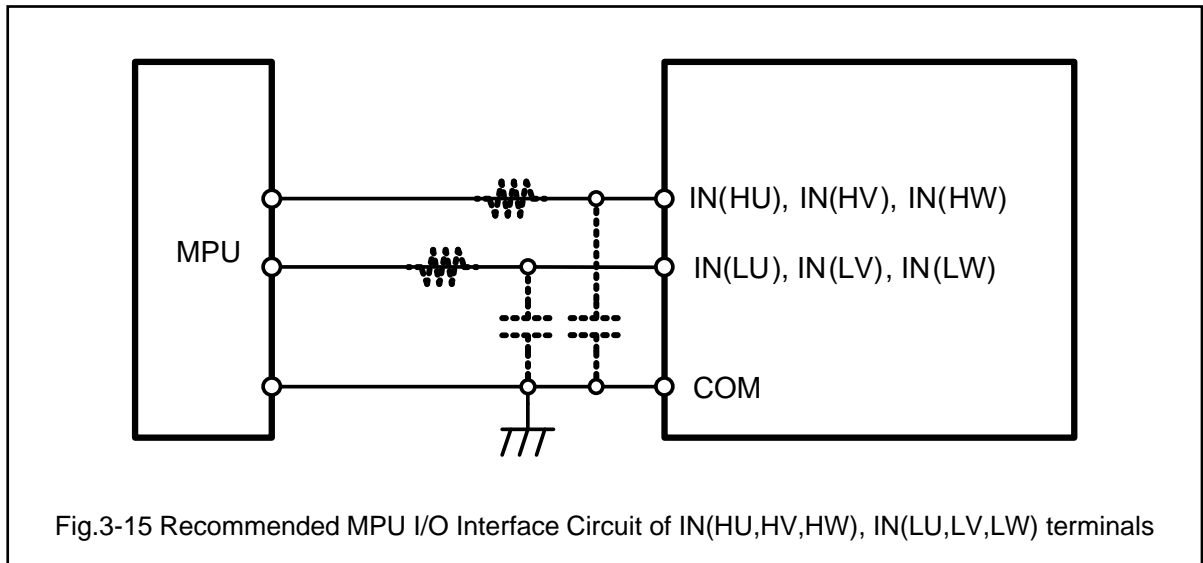 IN(HU), IN(HV), IN(HW)
MPU
IN(LU), IN(LV), IN(LW)
COM
Fig.3-15 Recommended MPU I/O Interface Circuit of IN(HU,HV,HW), IN(LU,LV,LW) terminals